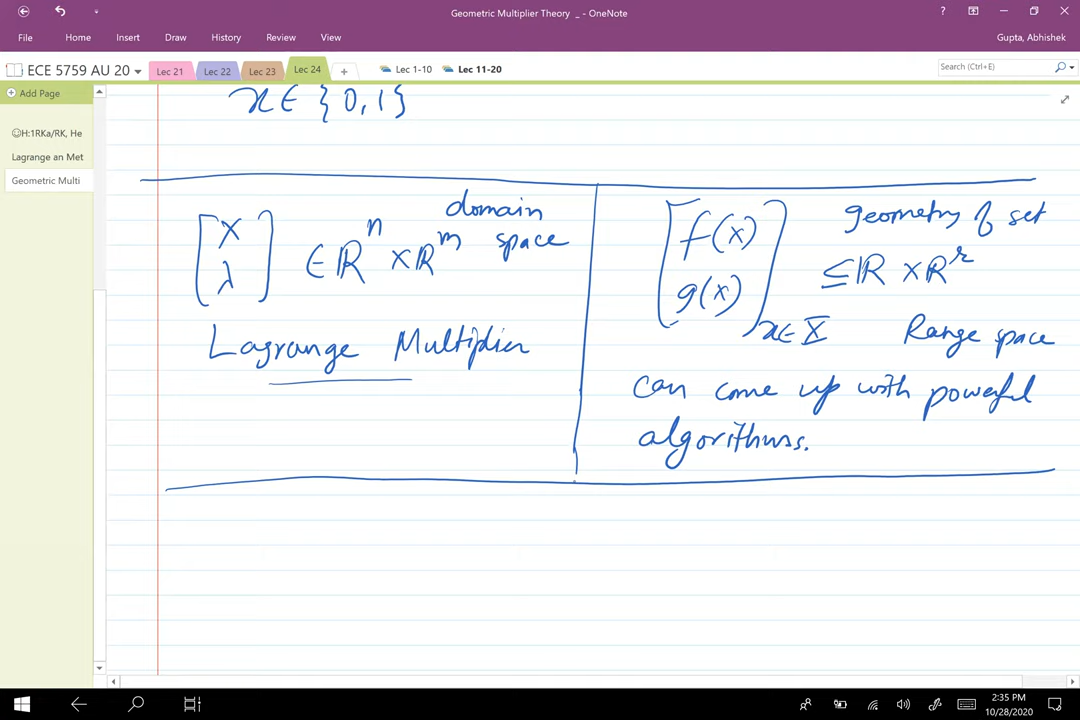 Geometric Multiplier Theory _ - OneNote
?
Gupta, Abhishek
File Home Insert Draw History Review View
ECE 5759 AU 20
Lec 21 Lec 22 Lec 23 Lec 24 + Lec 1-10 Lec 11-20
Search (Ctrl+E)
Add Page
☺H:1RKa/RK, He
Lagrange an Met
Geometric Multi
x ∈ {0,1}
[x λ] ∈ ℝⁿ × ℝᵐ
domain
space
Lagrange Multiplier
[f(x) g(x)] x∈X
geometry of set
⊆ ℝ × ℝʳ
Range space
can come up with powerful
algorithms.
2:35 PM
10/28/2020